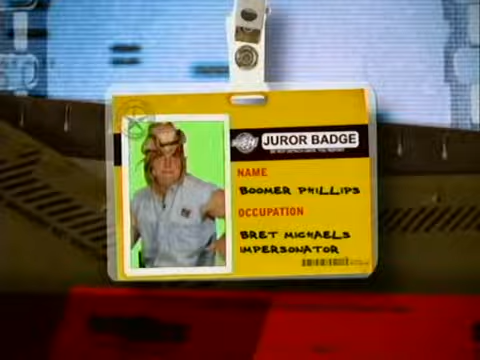 JUROR BADGE
NAME
BOOMER PHILLIPS
OCCUPATION
BRET MICHAELS
IMPERSONATOR